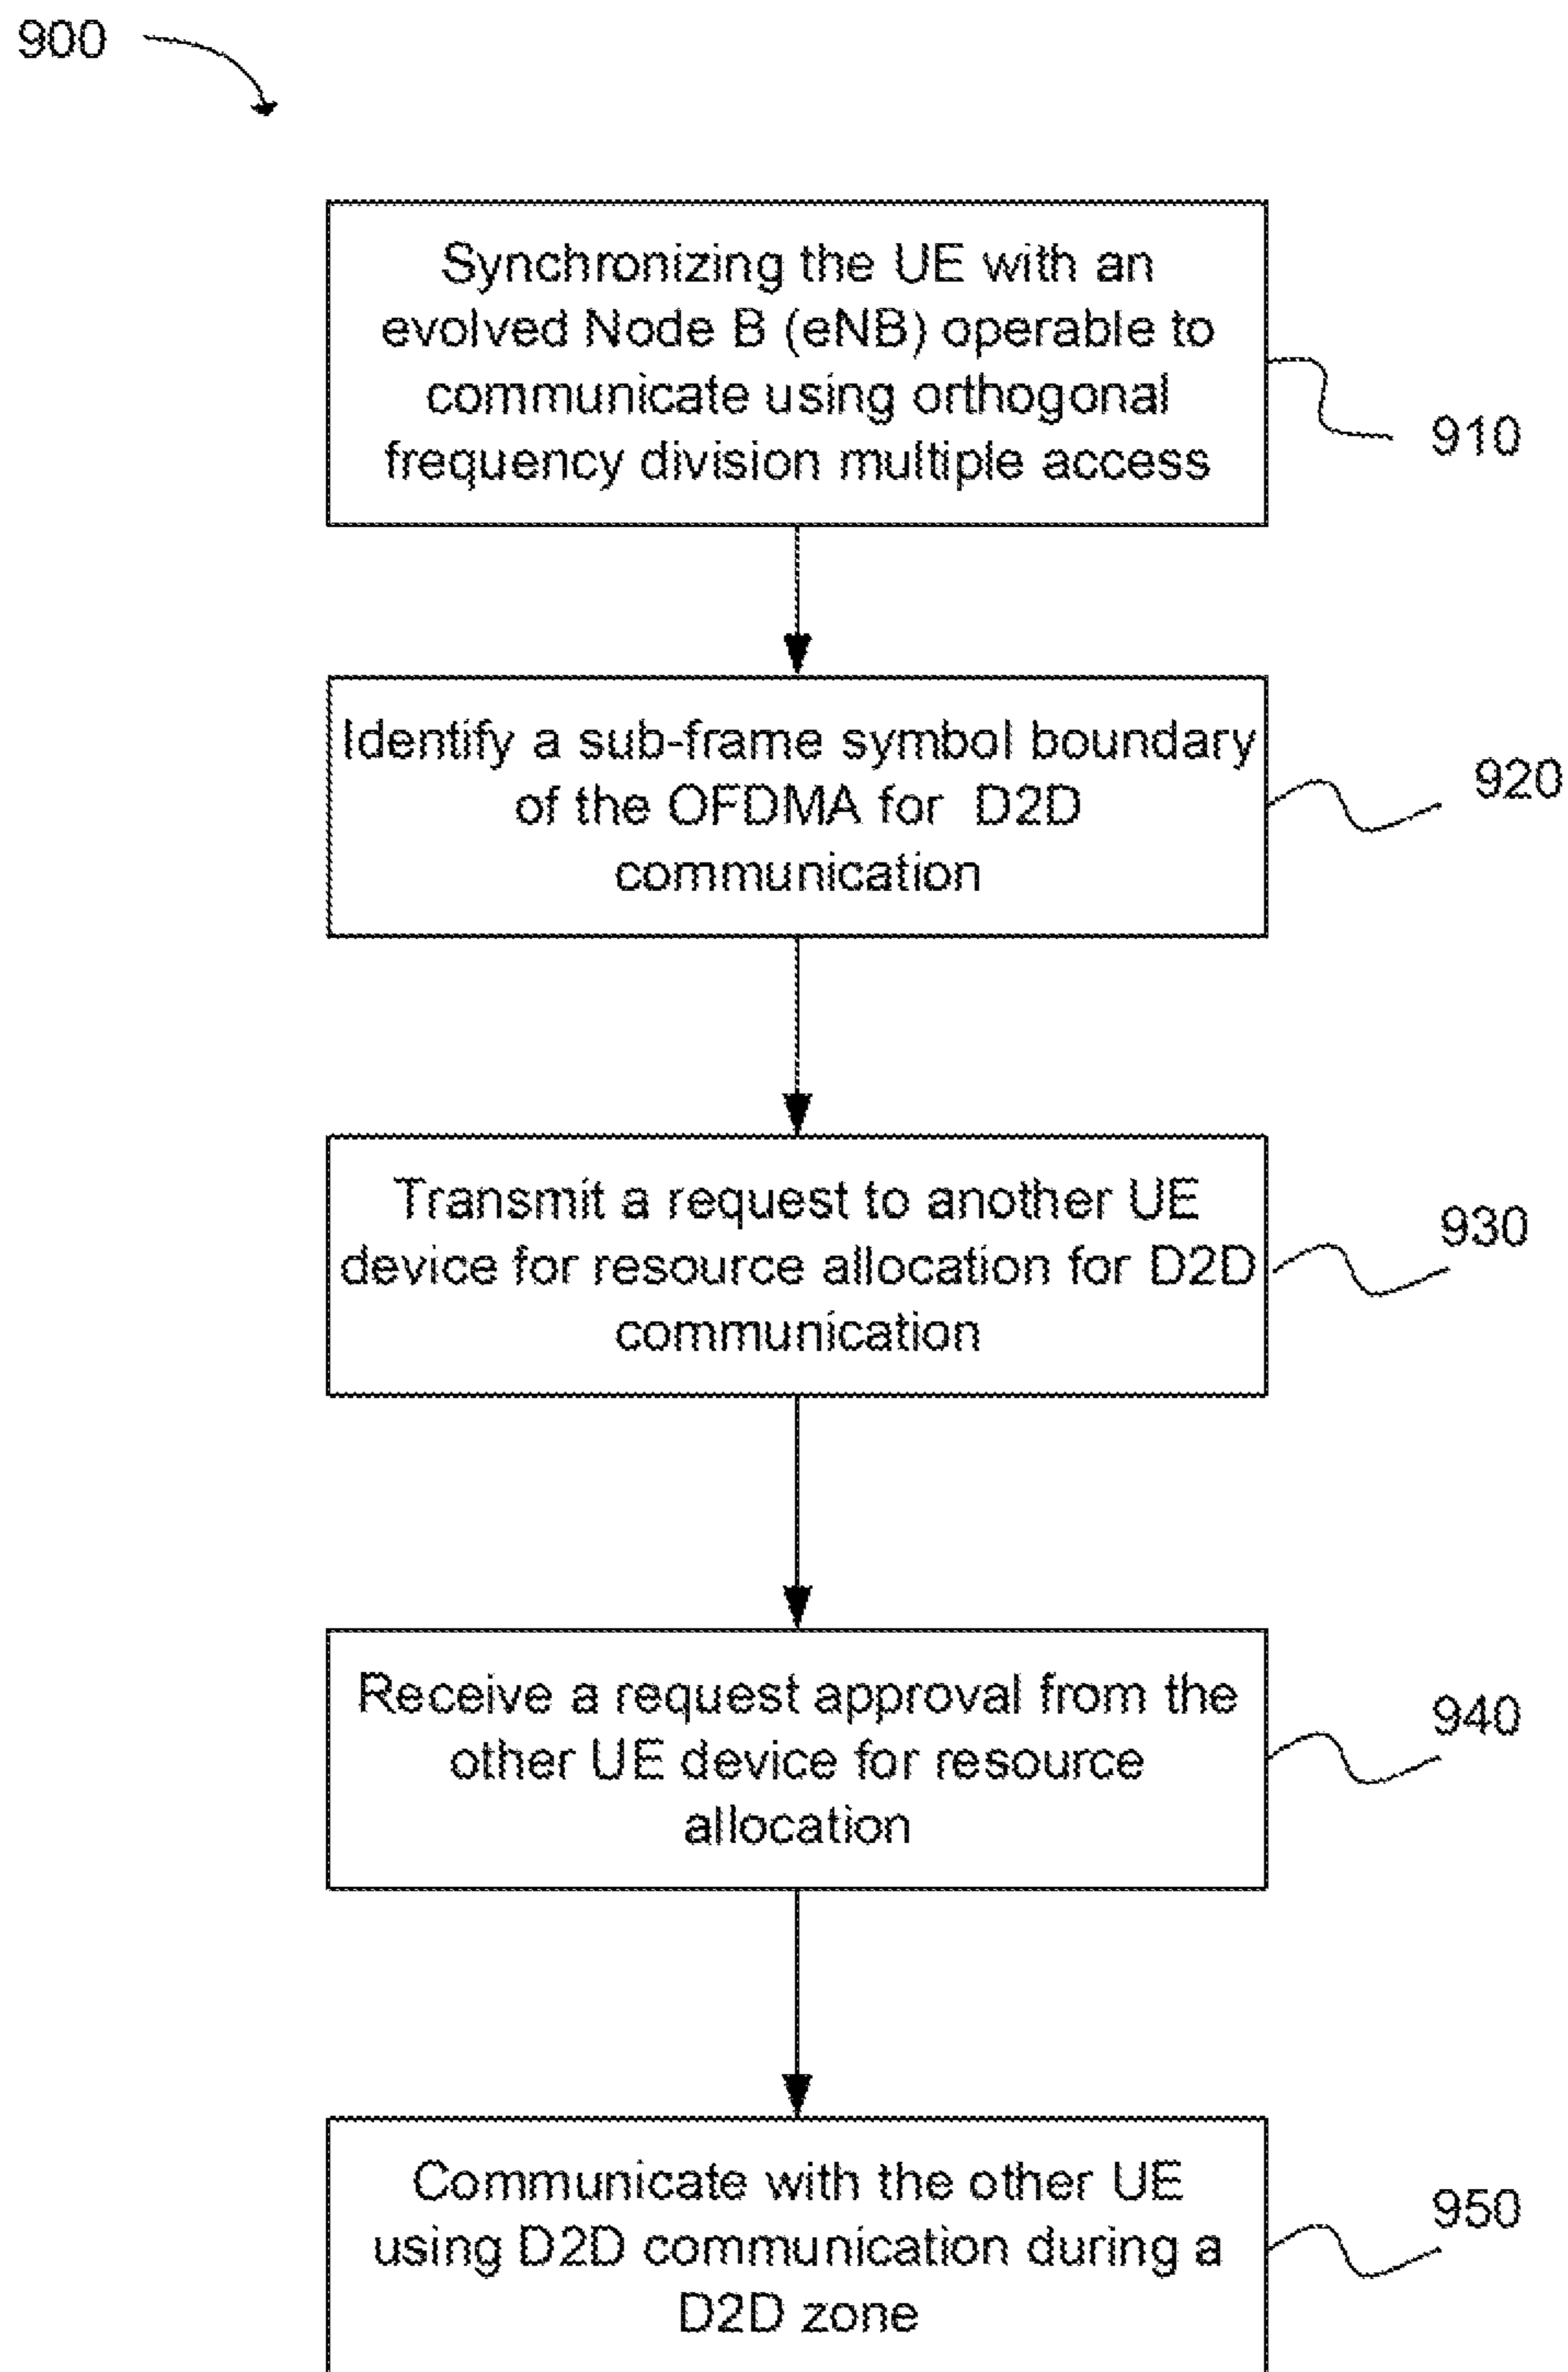 900
Synchronizing the UE with an
evolved Node B (eNB) operable to
communicate using orthogonal
frequency division multiple access
910
Identify a sub-frame symbol boundary
of the OFDMA for D2D
communication
920
Transmit a request to another UE
device for resource allocation for D2D
communication
930
Receive a request approval from the
other UE device for resource
allocation
940
Communicate with the other UE
using D2D communication during a
D2D zone
950